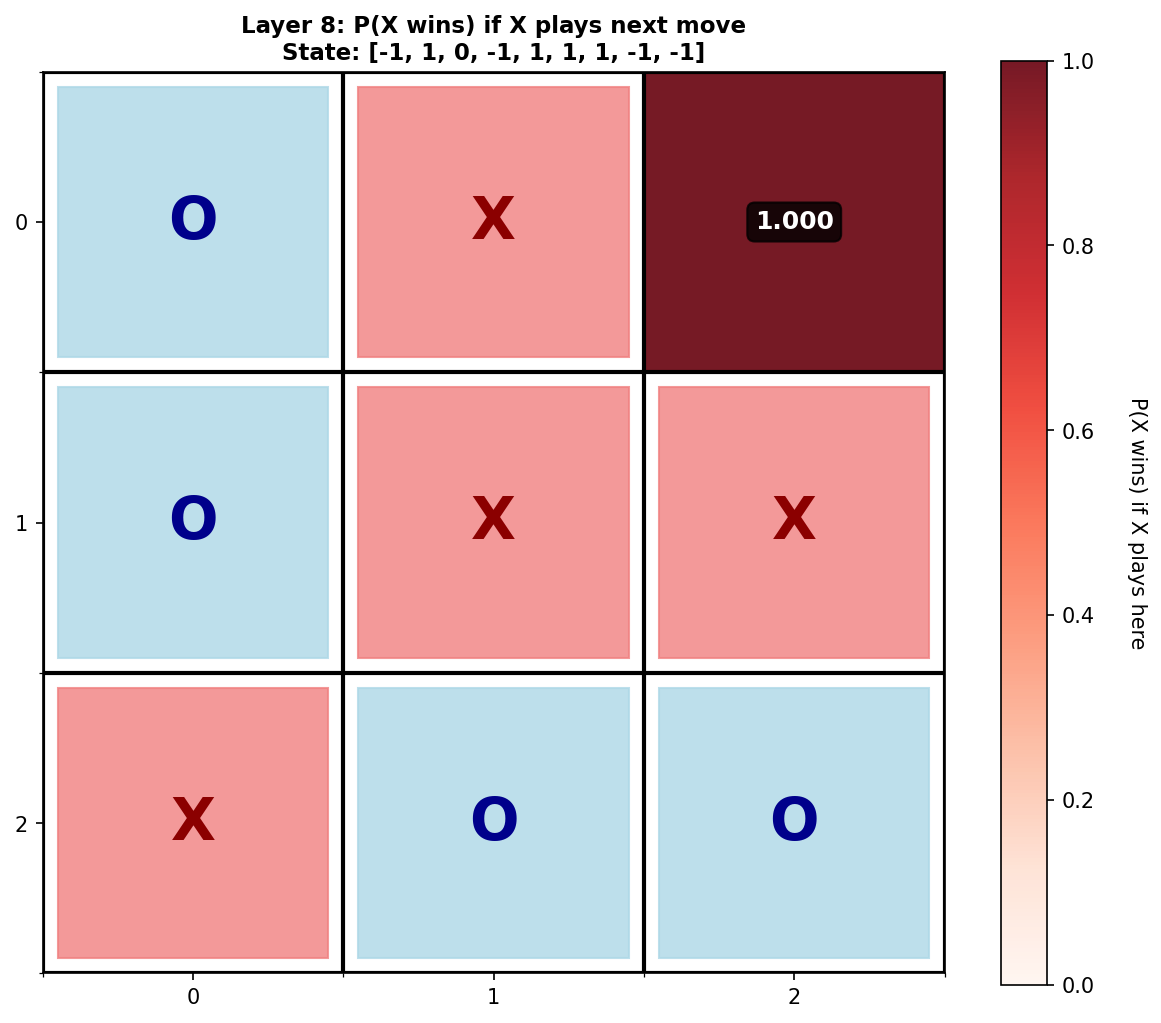 Layer 8: P(X wins) if X plays next move
State: [-1, 1, 0, -1, 1, 1, 1, -1, -1]
0
O
X
1.000
1
O
X
X
2
X
O
O
0
1
2
1.0
0.8
0.6
0.4
0.2
0.0
P(X wins) if X plays here